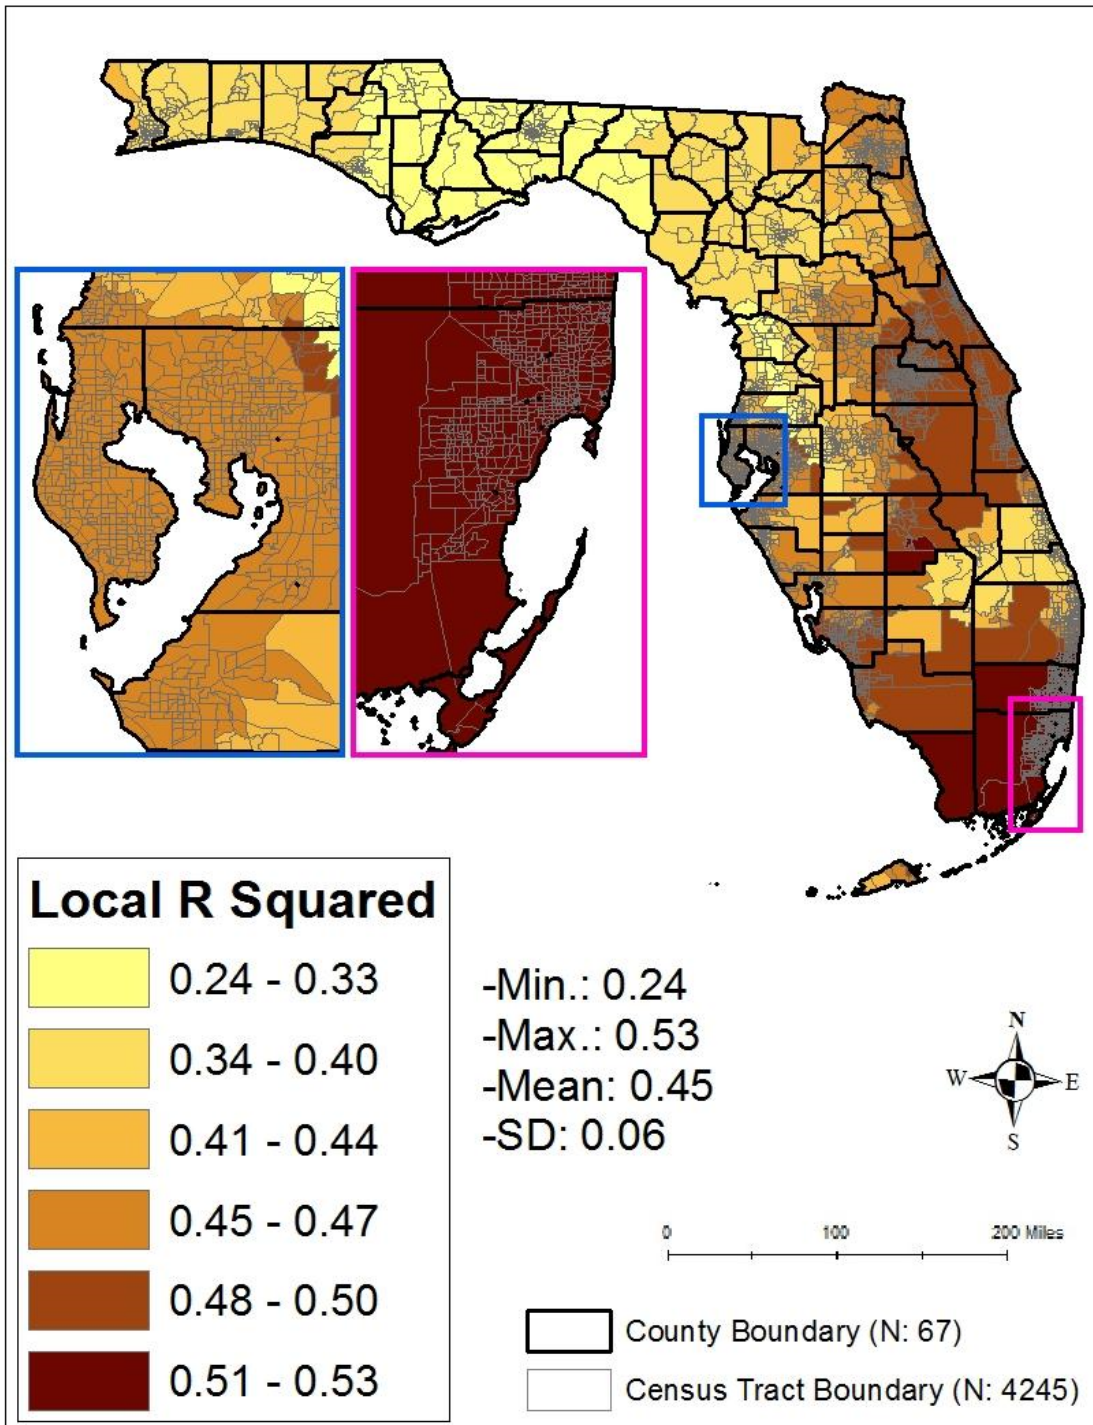 Local R Squared
0.24 - 0.33
0.34 - 0.40
0.41 - 0.44
0.45 - 0.47
0.48 - 0.50
0.51 - 0.53
-Min.: 0.24
-Max.: 0.53
-Mean: 0.45
-SD: 0.06
N
W E
S
0 100 200 Miles
County Boundary (N: 67)
Census Tract Boundary (N: 4245)